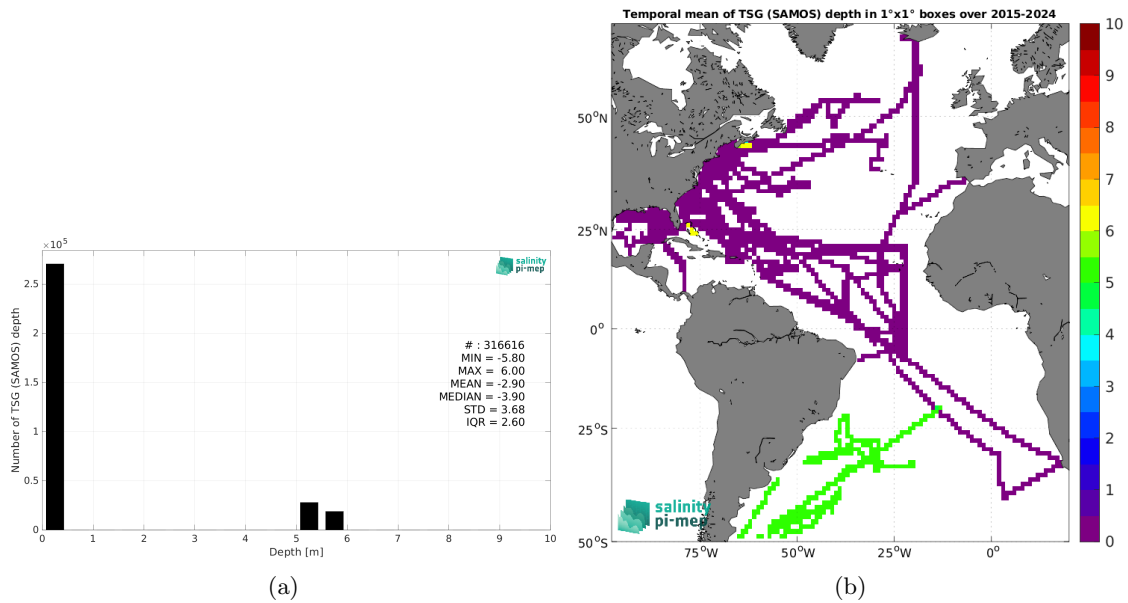 ×10⁵
2.5
2
1.5
1
0.5
0
0 1 2 3 4 5 6 7 8 9 10
Number of TSG (SAMOS) depth
Depth [m]
salinity
pi-mep
# : 316616
MIN = -5.80
MAX = 6.00
MEAN = -2.90
MEDIAN = -3.90
STD = 3.68
IQR = 2.60
(a)
Temporal mean of TSG (SAMOS) depth in 1°x1° boxes over 2015-2024
50°N
25°N
0°
25°S
50°S
75°W 50°W 25°W 0°
salinity
pi-mep
10
9
8
7
6
5
4
3
2
1
0
(b)